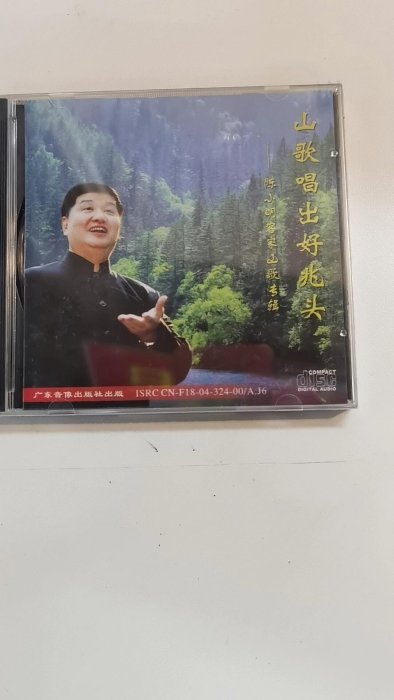 山歌唱出好兆头
——陈小明客家山歌专辑
COMPACT
disc
DIGITAL AUDIO
广东音像出版社出版 ISRC CN-F18-04-324-00/A.J6